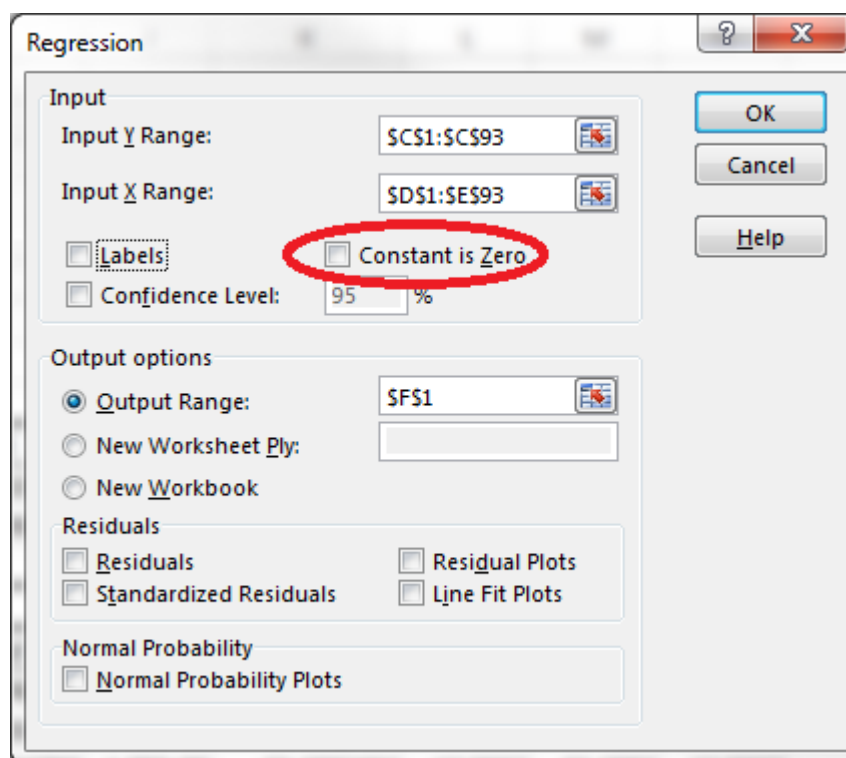 Regression
Input
Input Y Range: $C$1:$C$93
Input X Range: $D$1:$E$93
Labels Constant is Zero
Confidence Level: 95 %
Output options
Output Range: $F$1
New Worksheet Ply:
New Workbook
Residuals
Residuals Residual Plots
Standardized Residuals Line Fit Plots
Normal Probability
Normal Probability Plots
?
OK
Cancel
Help